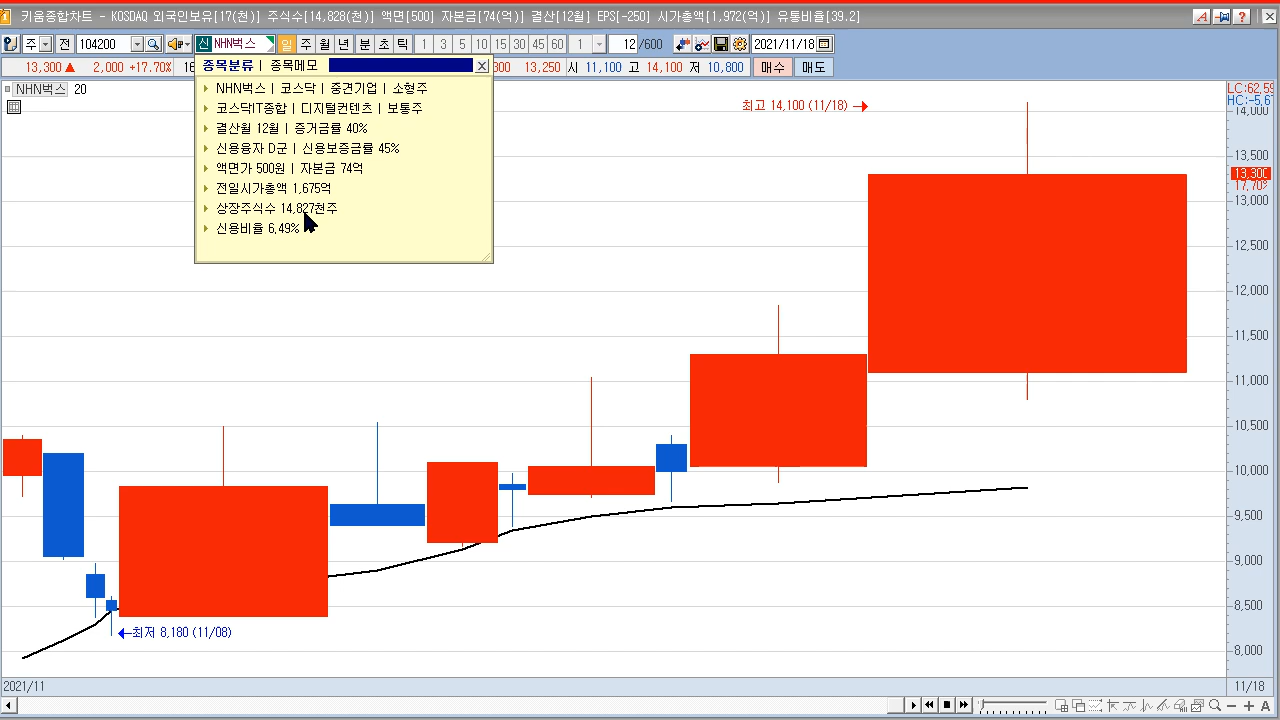 키움종합차트 - KOSDAQ 외국인보유[17(천)] 주식수[14,828(천)] 액면[500] 자본금[74(억)] 결산[12월] EPS[-250] 시가총액[1,972(억)] 유통비율[39.2]
주 전 104200 신 NHN벅스 일 주 월 년 분 초 틱 1 3 5 10 15 30 45 60 1 12 /600 2021/11/18
13,300 ▲ 2,000 +17.70% 13,250 시 11,100 고 14,100 저 10,800 매수 매도
종목분류 | 종목메모
NHN벅스 | 코스닥 | 중견기업 | 소형주
코스닥IT종합 | 디지털컨텐츠 | 보통주
결산월 12월 | 증거금률 40%
신용융자 D군 | 신용보증금률 45%
액면가 500원 | 자본금 74억
전일시가총액 1,675억
상장주식수 14,827천주
신용비율 6,49%
NHN벅스 20
최고 14,100 (11/18) →
←최저 8,180 (11/08)
LC:62,59
HC:-5,67
14,000
13,500
13,300
17,70%
13,000
12,500
12,000
11,500
11,000
10,500
10,000
9,500
9,000
8,500
8,000
2021/11
11/18
A